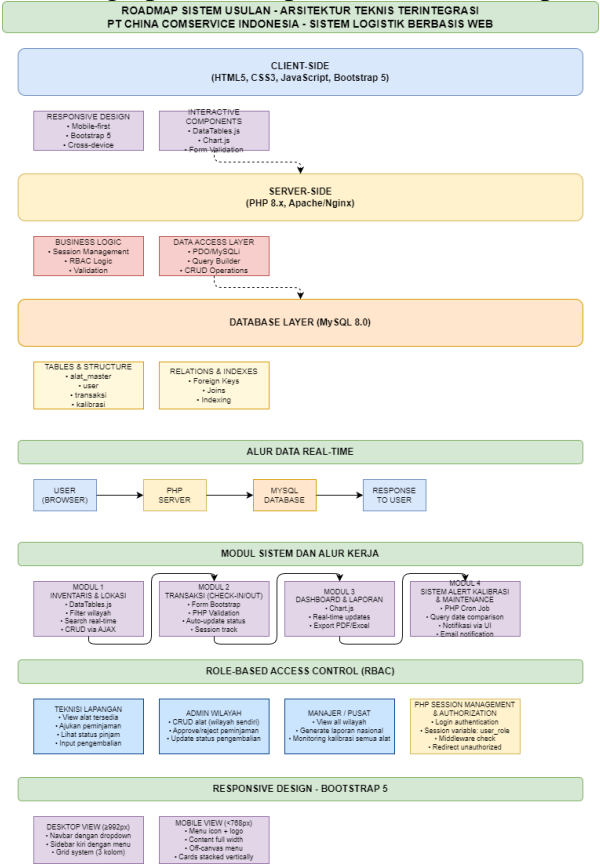 ROADMAP SISTEM USULAN - ARSITEKTUR TEKNIS TERINTEGRASI
PT CHINA COMSERVICE INDONESIA - SISTEM LOGISTIK BERBASIS WEB
CLIENT-SIDE
(HTML5, CSS3, JavaScript, Bootstrap 5)
RESPONSIVE DESIGN
• Mobile-first
• Bootstrap 5
• Cross-device
INTERACTIVE
COMPONENTS
• DataTables.js
• Chart.js
• Form Validation
SERVER-SIDE
(PHP 8.x, Apache/Nginx)
BUSINESS LOGIC
• Session Management
• RBAC Logic
• Validation
DATA ACCESS LAYER
• PDO/MySQLi
• Query Builder
• CRUD Operations
DATABASE LAYER (MySQL 8.0)
TABLES & STRUCTURE
• alat_master
• user
• transaksi
• kalibrasi
RELATIONS & INDEXES
• Foreign Keys
• Joins
• Indexing
ALUR DATA REAL-TIME
USER
(BROWSER)
PHP
SERVER
MYSQL
DATABASE
RESPONSE
TO USER
MODUL SISTEM DAN ALUR KERJA
MODUL 1
INVENTARIS & LOKASI
• DataTables.js
• Filter wilayah
• Search real-time
• CRUD via AJAX
MODUL 2
TRANSAKSI (CHECK-IN/OUT)
• Form Bootstrap
• PHP Validation
• Auto-update status
• Session track
MODUL 3
DASHBOARD & LAPORAN
• Chart.js
• Real-time updates
• Export PDF/Excel
MODUL 4
SISTEM ALERT KALIBRASI
& MAINTENANCE
• PHP Cron Job
• Query date comparison
• Notifikasi via UI
• Email notification
ROLE-BASED ACCESS CONTROL (RBAC)
TEKNISI LAPANGAN
• View alat tersedia
• Ajukan peminjaman
• Lihat status pinjam
• Input pengembalian
ADMIN WILAYAH
• CRUD alat (wilayah sendiri)
• Approve/reject peminjaman
• Update status pengembalian
MANAJER / PUSAT
• View all wilayah
• Generate laporan nasional
• Monitoring kalibrasi semua alat
PHP SESSION MANAGEMENT
& AUTHORIZATION
• Login authentication
• Session variable: user_role
• Middleware check
• Redirect unauthorized
RESPONSIVE DESIGN - BOOTSTRAP 5
DESKTOP VIEW (≥992px)
• Navbar dengan dropdown
• Sidebar kiri dengan menu
• Grid system (3 kolom)
MOBILE VIEW (<768px)
• Menu icon + logo
• Content full width
• Off-canvas menu
• Cards stacked vertically